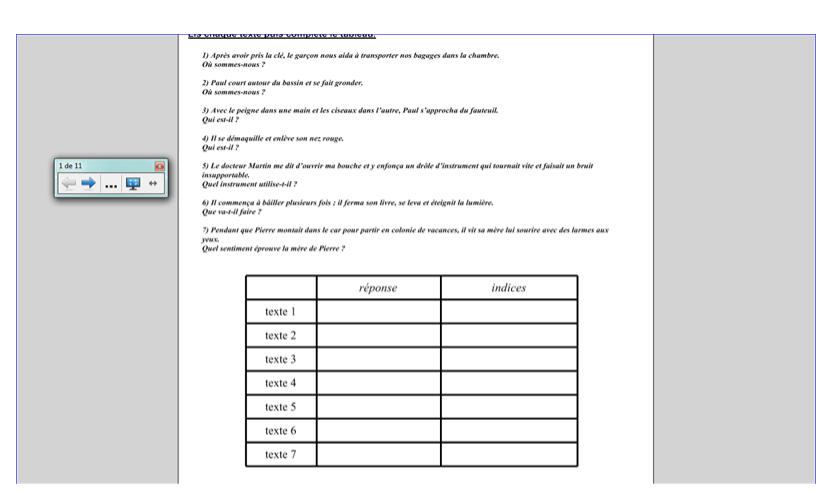 Lis chaque texte puis complète le tableau.
1) Après avoir pris la clé, le garçon nous aida à transporter nos bagages dans la chambre.
Où sommes-nous ?
2) Paul court autour du bassin et se fait gronder.
Où sommes-nous ?
3) Avec le peigne dans une main et les ciseaux dans l'autre, Paul s'approcha du fauteuil.
Qui est-il ?
4) Il se démaquille et enlève son nez rouge.
Qui est-il ?
1 de 11
5) Le docteur Martin me dit d'ouvrir ma bouche et y enfonça un drôle d'instrument qui tournait vite et faisait un bruit
insupportable.
Quel instrument utilise-t-il ?
6) Il commença à bâiller plusieurs fois ; il ferma son livre, se leva et éteignit la lumière.
Que va-t-il faire ?
7) Pendant que Pierre montait dans le car pour partir en colonie de vacances, il vit sa mère lui sourire avec des larmes aux
yeux.
Quel sentiment éprouve la mère de Pierre ?
réponse indices
texte 1
texte 2
texte 3
texte 4
texte 5
texte 6
texte 7